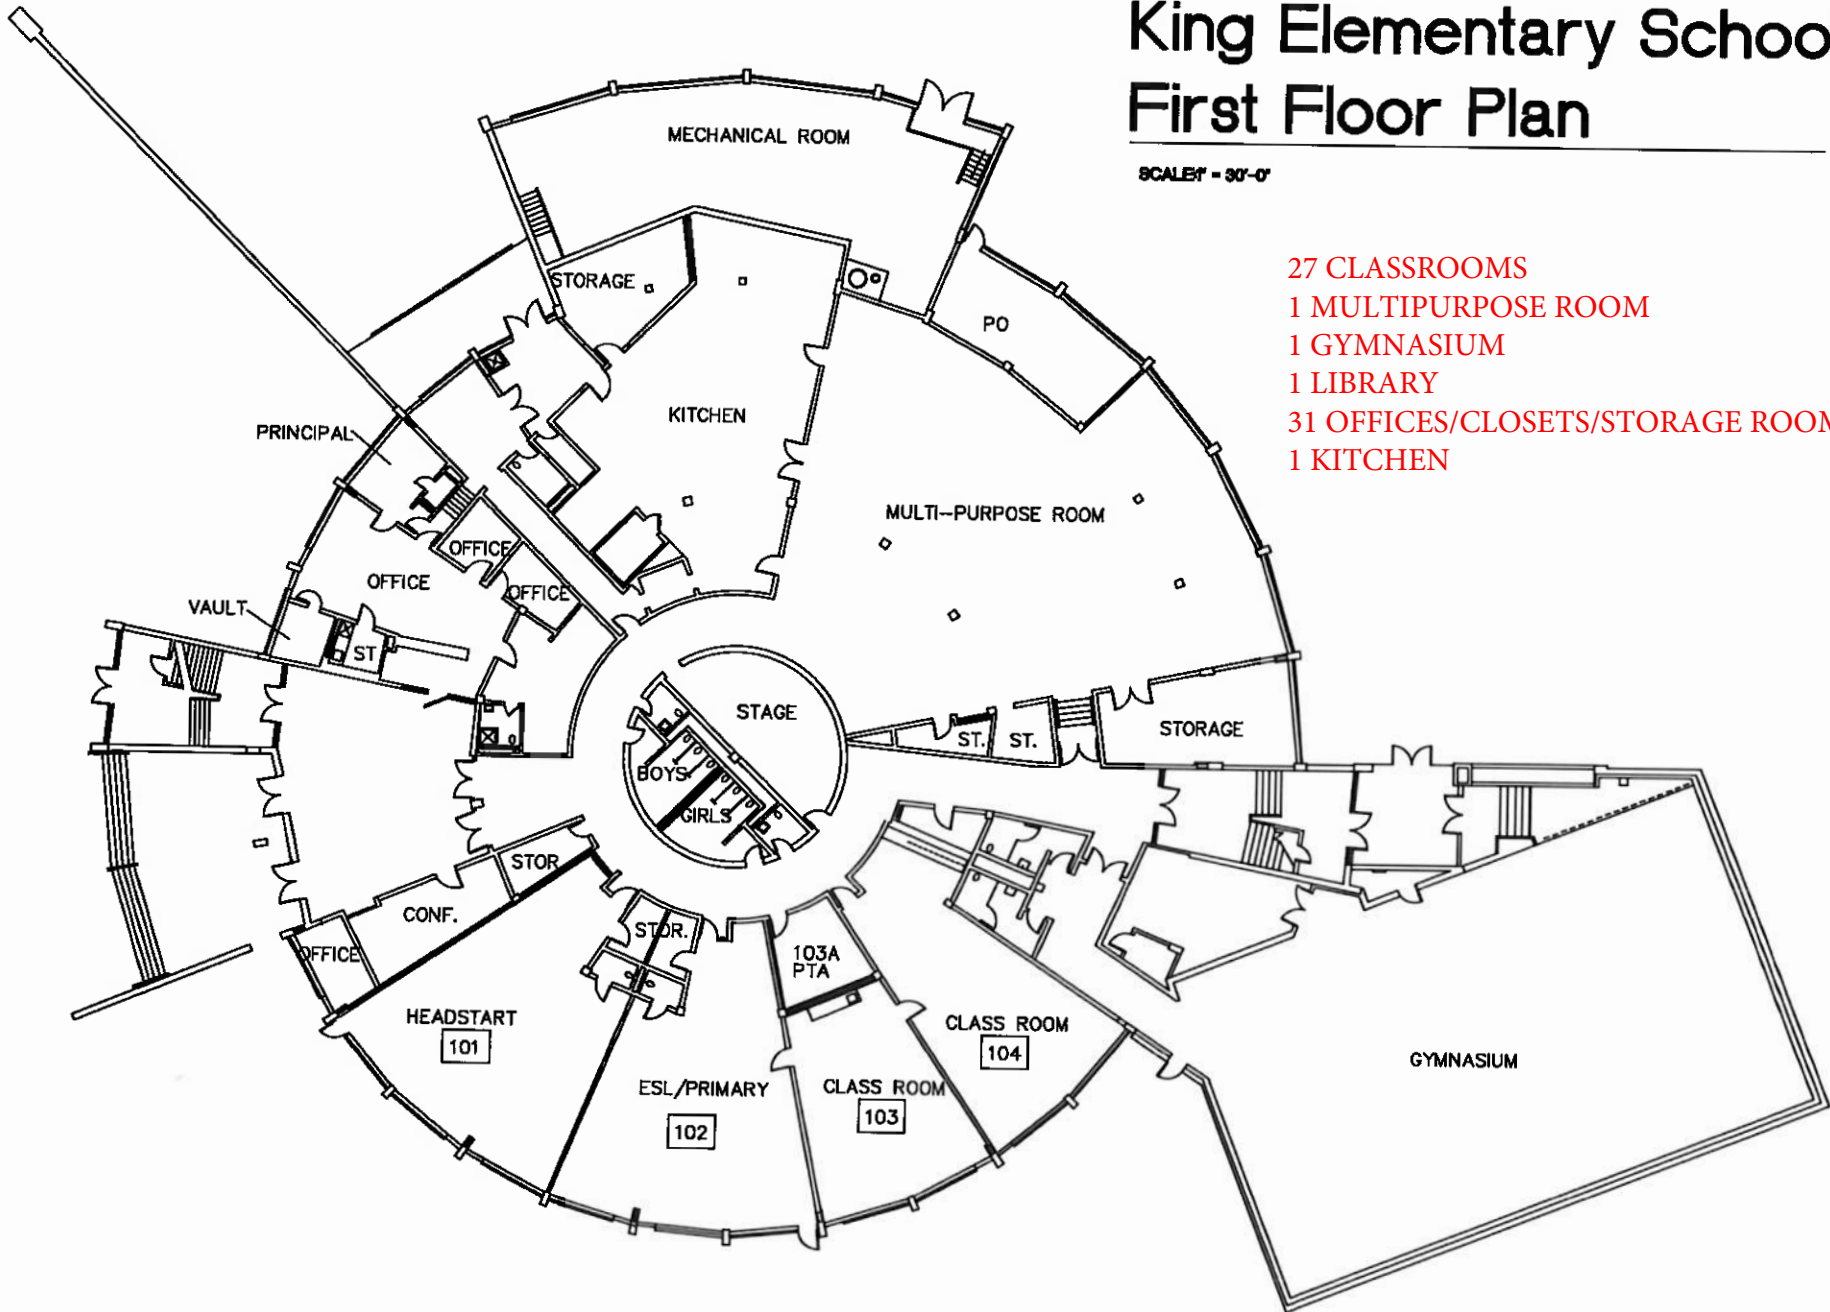 King Elementary Schoo
First Floor Plan
SCALE:1" = 30'-0"
27 CLASSROOMS
1 MULTIPURPOSE ROOM
1 GYMNASIUM
1 LIBRARY
31 OFFICES/CLOSETS/STORAGE ROOM
1 KITCHEN
MECHANICAL ROOM
STORAGE
PO
KITCHEN
PRINCIPAL
MULTI-PURPOSE ROOM
OFFICE
OFFICE
OFFICE
VAULT
ST
STAGE
ST.
ST.
STORAGE
BOYS
GIRLS
STOR
CONF.
OFFICE
STOR.
103A
PTA
HEADSTART
101
CLASS ROOM
104
ESL/PRIMARY
102
CLASS ROOM
103
GYMNASIUM